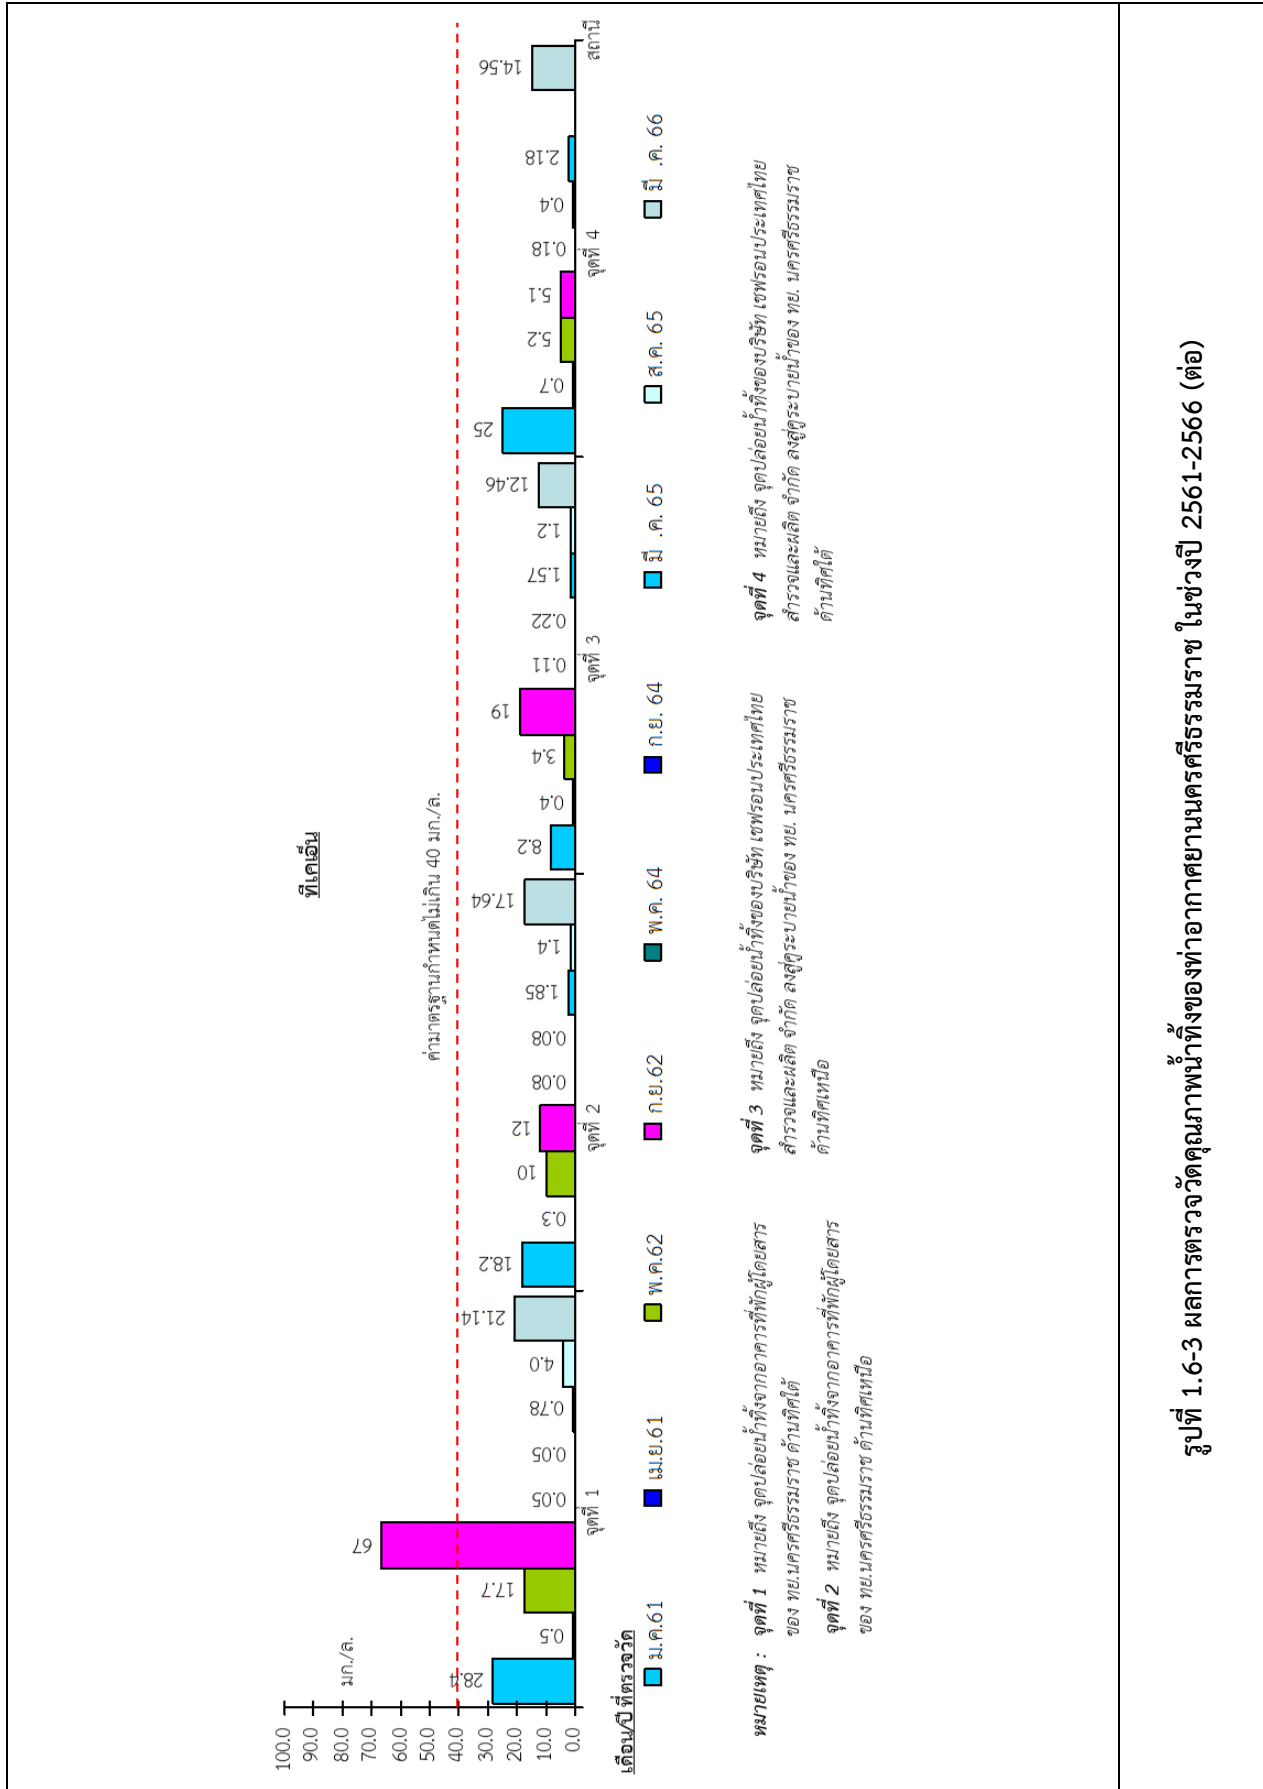 ทีเคเอ็น
มก./ล.
ค่ามาตรฐานกำหนดไม่เกิน 40 มก./ล.
100.0
90.0
80.0
70.0
60.0
50.0
40.0
30.0
20.0
10.0
0.0
28.4 0.5 17.7 67 0.05 0.05 0.78 4.0 21.14
18.2 0.3 10 12 0.08 0.08 1.85 1.4 17.64
8.2 0.4 3.4 19 0.11 0.22 1.57 1.2 12.46
25 0.7 5.2 5.1 0.18 0.4 2.18 14.56
จุดที่ 1 จุดที่ 2 จุดที่ 3 จุดที่ 4 สถานี
เดือน/ปี ที่ตรวจวัด
ม.ค.61 เม.ย.61 พ.ค.62 ก.ย.62 พ.ค. 64 ก.ย. 64 มี .ค. 65 ส.ค. 65 มี .ค. 66
หมายเหตุ : จุดที่ 1 หมายถึง จุดปล่อยน้ำทิ้งจากอาคารที่พักผู้โดยสาร
ของ ทย.นครศรีธรรมราช ด้านทิศใต้
จุดที่ 2 หมายถึง จุดปล่อยน้ำทิ้งจากอาคารที่พักผู้โดยสาร
ของ ทย.นครศรีธรรมราช ด้านทิศเหนือ
จุดที่ 3 หมายถึง จุดปล่อยน้ำทิ้งของบริษัท เชฟรอนประเทศไทย
สำรวจและผลิต จำกัด ลงสู่คูระบายน้ำของ ทย. นครศรีธรรมราช
ด้านทิศเหนือ
จุดที่ 4 หมายถึง จุดปล่อยน้ำทิ้งของบริษัท เชฟรอนประเทศไทย
สำรวจและผลิต จำกัด ลงสู่คูระบายน้ำของ ทย. นครศรีธรรมราช
ด้านทิศใต้
รูปที่ 1.6-3 ผลการตรวจวัดคุณภาพน้ำทิ้งของท่าอากาศยานนครศรีธรรมราช ในช่วงปี 2561-2566 (ต่อ)